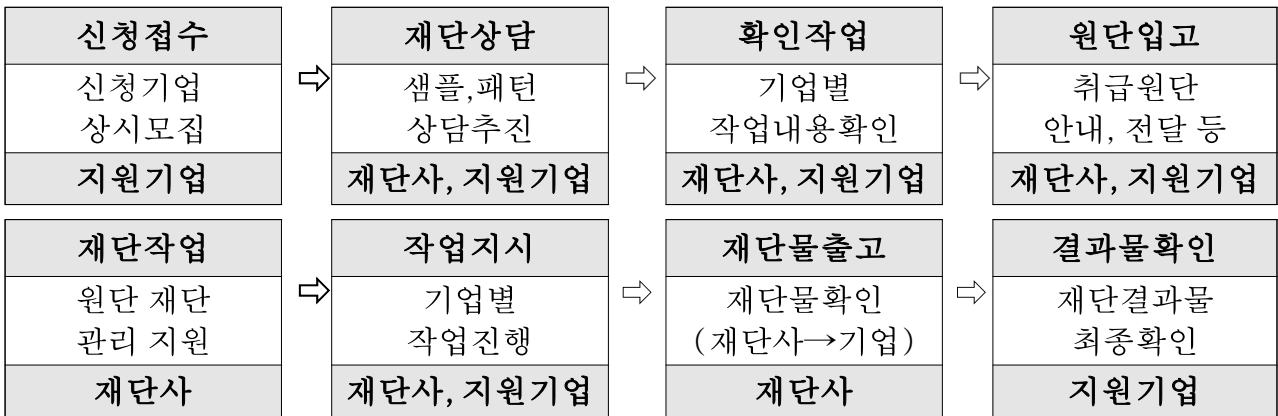 신청접수
신청기업
상시모집
지원기업
⇨
재단상담
샘플,패턴
상담추진
재단사, 지원기업
⇨
확인작업
기업별
작업내용확인
재단사, 지원기업
⇨
원단입고
취급원단
안내, 전달 등
재단사, 지원기업
재단작업
원단 재단
관리 지원
재단사
⇨
작업지시
기업별
작업진행
재단사, 지원기업
⇨
재단물출고
재단물확인
(재단사→기업)
재단사
⇨
결과물확인
재단결과물
최종확인
지원기업